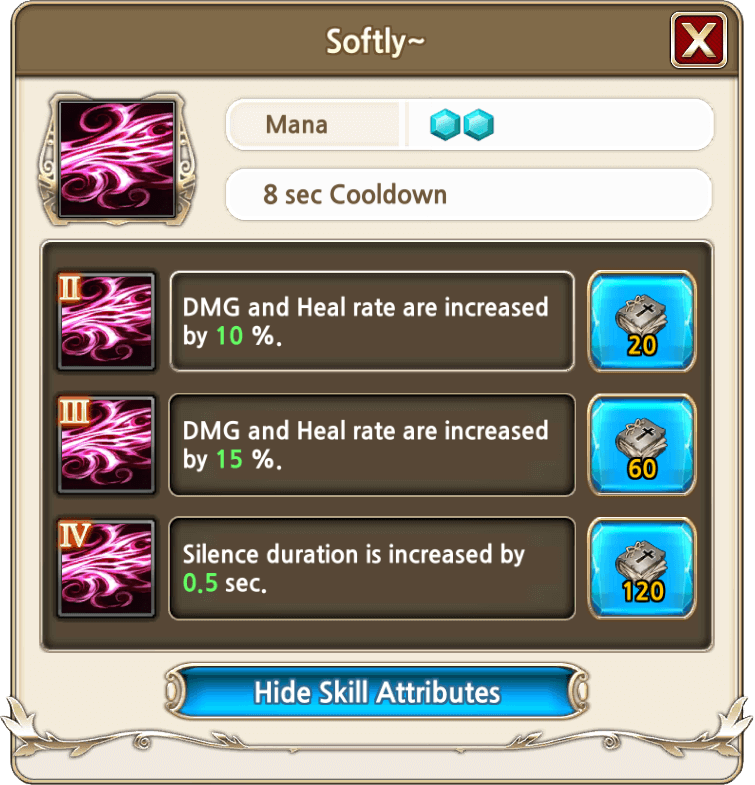 Softly~
X
Mana
8 sec Cooldown
II
DMG and Heal rate are increased
by 10 %.
20
III
DMG and Heal rate are increased
by 15 %.
60
IV
Silence duration is increased by
0.5 sec.
120
Hide Skill Attributes